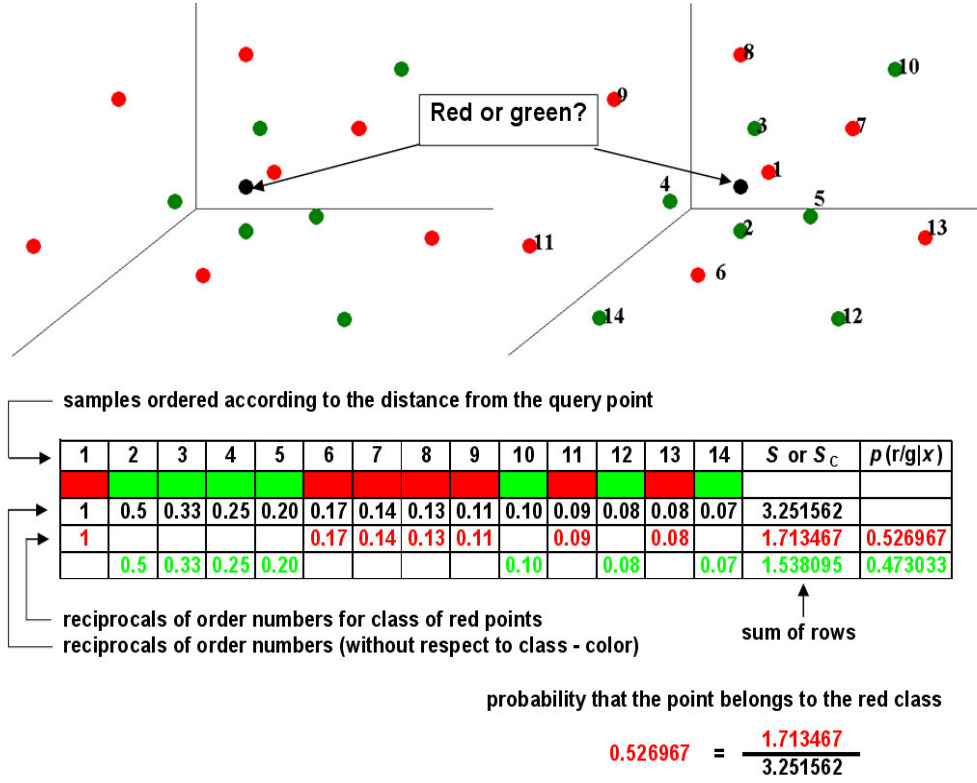 8
10
9
Red or green?
3
7
1
4
5
2
13
11
6
14
12
samples ordered according to the distance from the query point
1 2 3 4 5 6 7 8 9 10 11 12 13 14 S or S C p(r/g|x)
1 0.5 0.33 0.25 0.20 0.17 0.14 0.13 0.11 0.10 0.09 0.08 0.08 0.07 3.251562
1 0.17 0.14 0.13 0.11 0.09 0.08 1.713467 0.526967
0.5 0.33 0.25 0.20 0.10 0.08 0.07 1.538095 0.473033
reciprocals of order numbers for class of red points
sum of rows
reciprocals of order numbers (without respect to class - color)
probability that the point belongs to the red class
0.526967 = 1.713467
3.251562